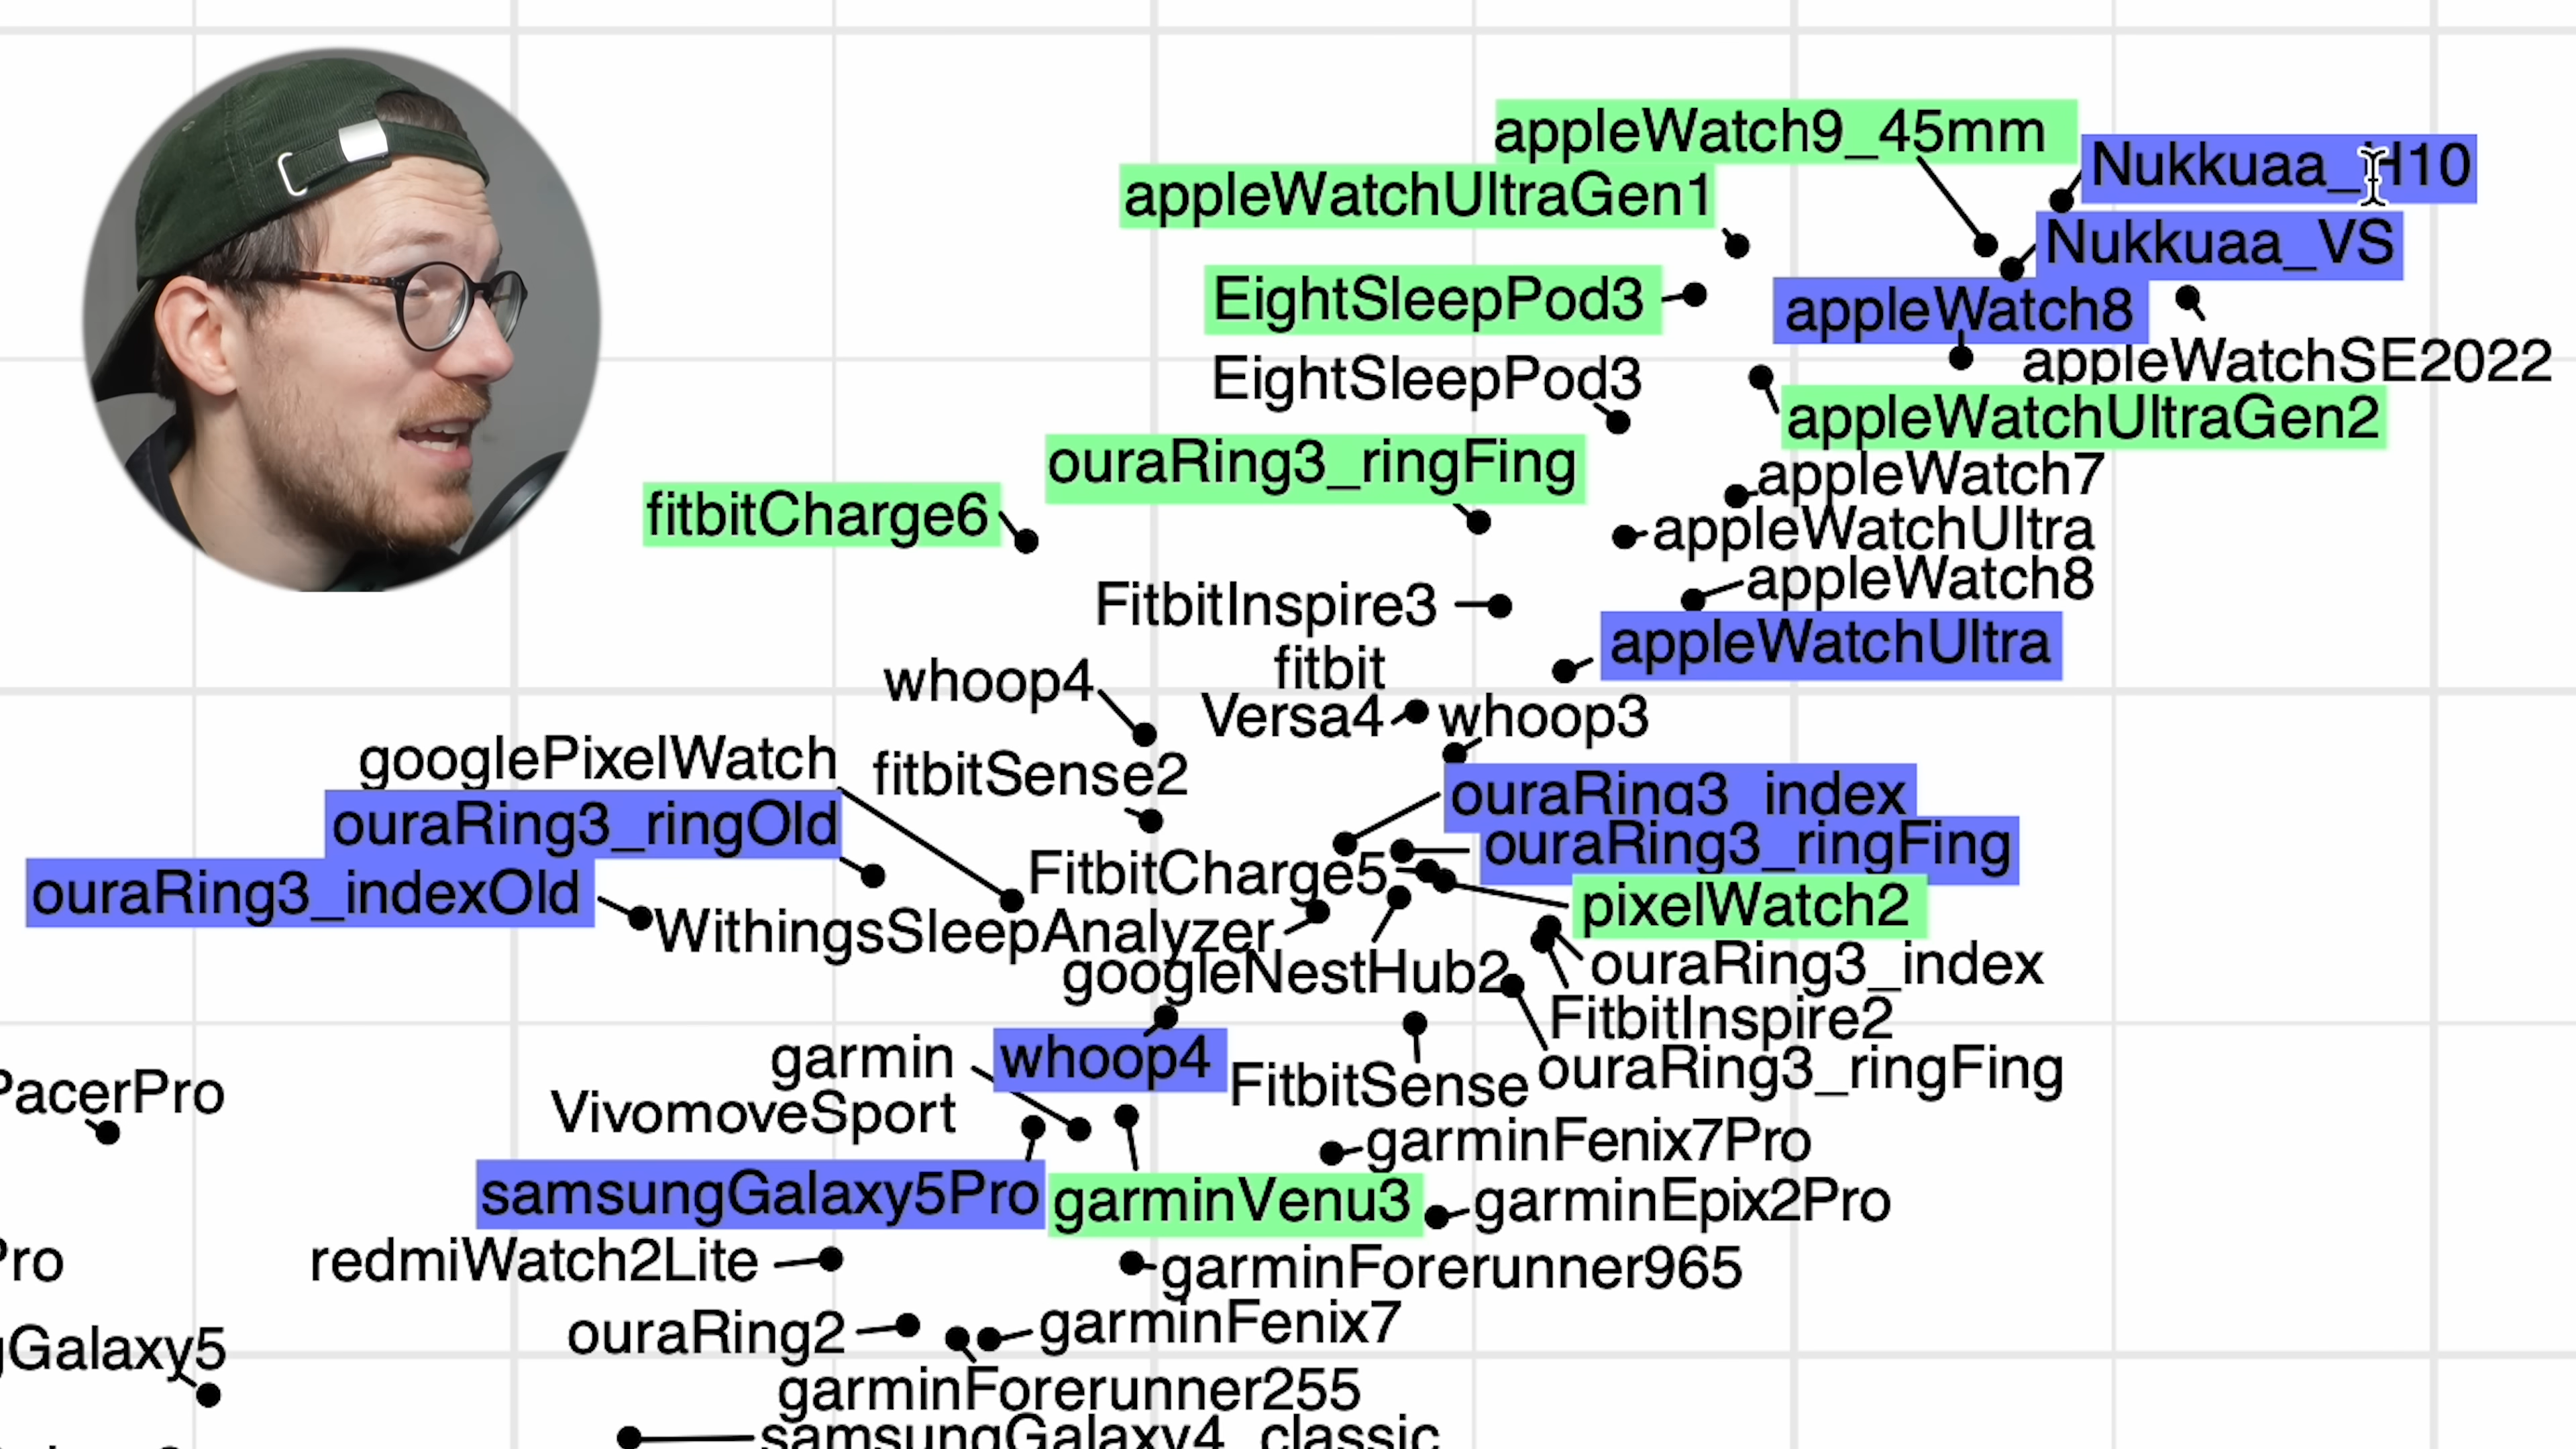 appleWatch9_45mm
Nukkuaa_H10
appleWatchUltraGen1
Nukkuaa_VS
EightSleepPod3
appleWatch8
appleWatchSE2022
EightSleepPod3
appleWatchUltraGen2
ouraRing3_ringFing
appleWatch7
fitbitCharge6
appleWatchUltra
appleWatch8
FitbitInspire3
appleWatchUltra
fitbit
Versa4
whoop4
whoop3
googlePixelWatch
fitbitSense2
ouraRing3_index
ouraRing3_ringOld
ouraRing3_ringFing
FitbitCharge5
ouraRing3_indexOld
pixelWatch2
WithingsSleepAnalyzer
ouraRing3_index
googleNestHub2
FitbitInspire2
garmin
VivomoveSport
whoop4
FitbitSense
ouraRing3_ringFing
PacerPro
garminFenix7Pro
samsungGalaxy5Pro
garminVenu3
garminEpix2Pro
Pro
redmiWatch2Lite
garminForerunner965
ouraRing2
garminFenix7
gGalaxy5
garminForerunner255
samsungGalaxy4_classic